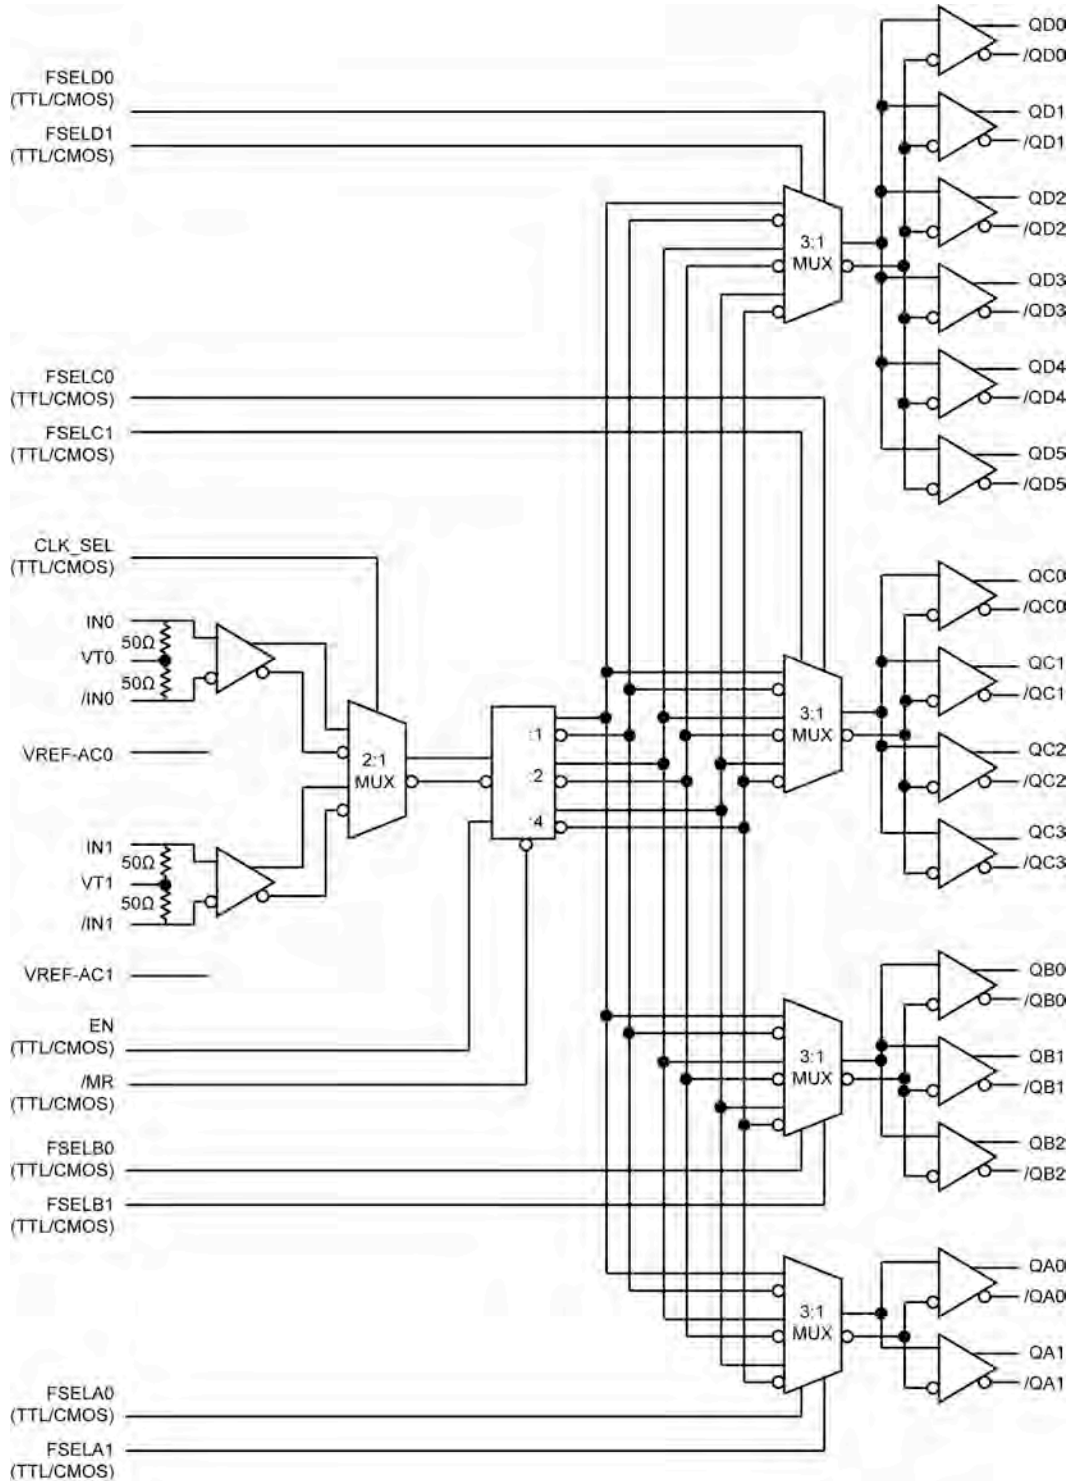 FSELD0
(TTL/CMOS)
FSELD1
(TTL/CMOS)
3:1
MUX
QD0
/QD0
QD1
/QD1
QD2
/QD2
QD3
/QD3
QD4
/QD4
QD5
/QD5
FSELC0
(TTL/CMOS)
FSELC1
(TTL/CMOS)
CLK_SEL
(TTL/CMOS)
IN0
50Ω
VT0
50Ω
/IN0
VREF-AC0
2:1
MUX
:1
:2
:4
3:1
MUX
QC0
/QC0
QC1
/QC1
QC2
/QC2
QC3
/QC3
IN1
50Ω
VT1
50Ω
/IN1
VREF-AC1
EN
(TTL/CMOS)
/MR
(TTL/CMOS)
3:1
MUX
QB0
/QB0
QB1
/QB1
QB2
/QB2
FSELB0
(TTL/CMOS)
FSELB1
(TTL/CMOS)
3:1
MUX
QA0
/QA0
QA1
/QA1
FSELA0
(TTL/CMOS)
FSELA1
(TTL/CMOS)